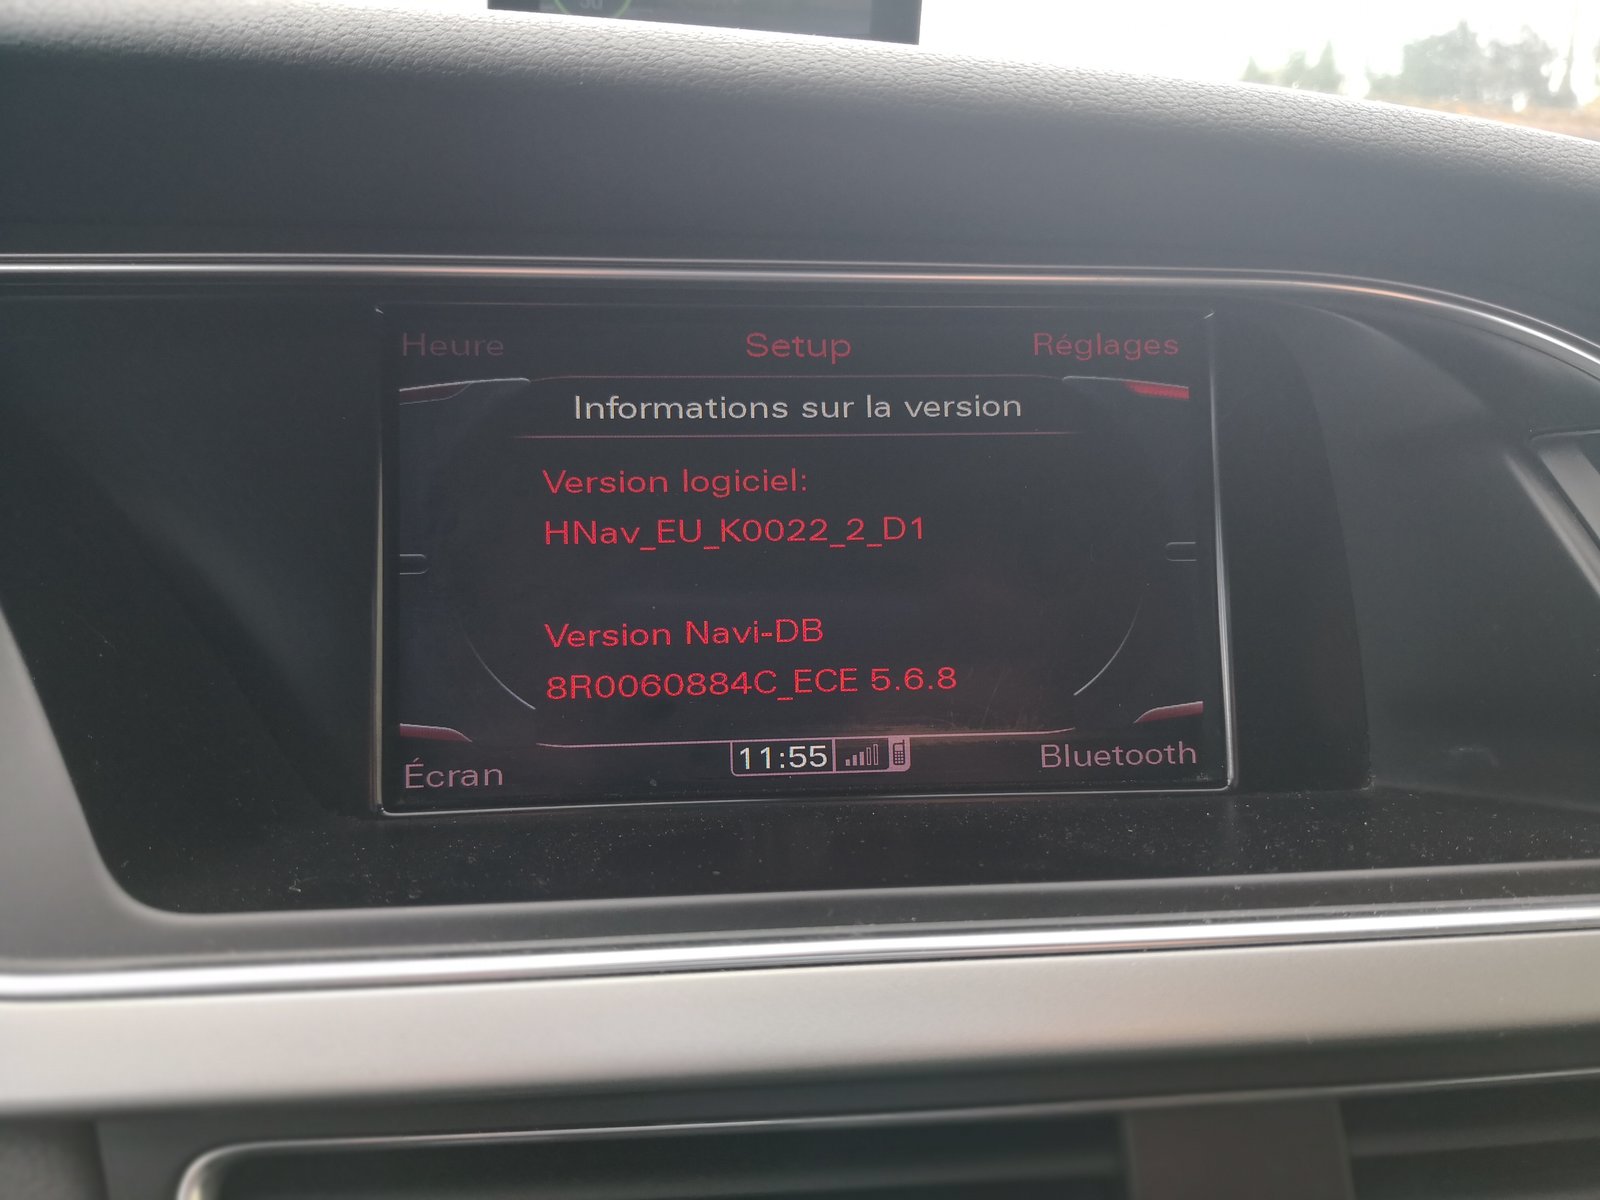 Heure Setup Réglages
Informations sur la version
Version logiciel:
HNav_EU_K0022_2_D1
Version Navi-DB
8R0060884C_ECE 5.6.8
Écran 11:55 Bluetooth